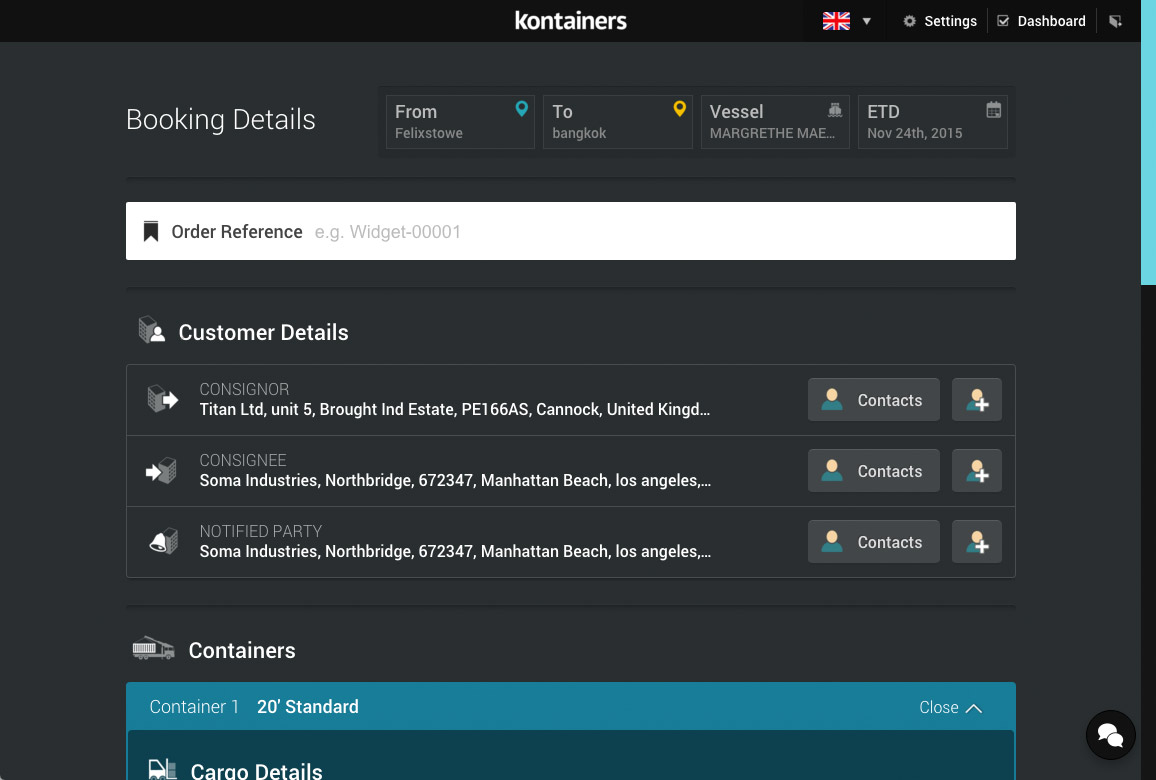 kontainers
Settings
Dashboard
Booking Details
From
Felixstowe
To
bangkok
Vessel
MARGRETHE MAE...
ETD
Nov 24th, 2015
Order Reference e.g. Widget-00001
Customer Details
CONSIGNOR
Titan Ltd, unit 5, Brought Ind Estate, PE166AS, Cannock, United Kingd...
Contacts
CONSIGNEE
Soma Industries, Northbridge, 672347, Manhattan Beach, los angeles,...
Contacts
NOTIFIED PARTY
Soma Industries, Northbridge, 672347, Manhattan Beach, los angeles,...
Contacts
Containers
Container 1 20' Standard Close
Cargo Details